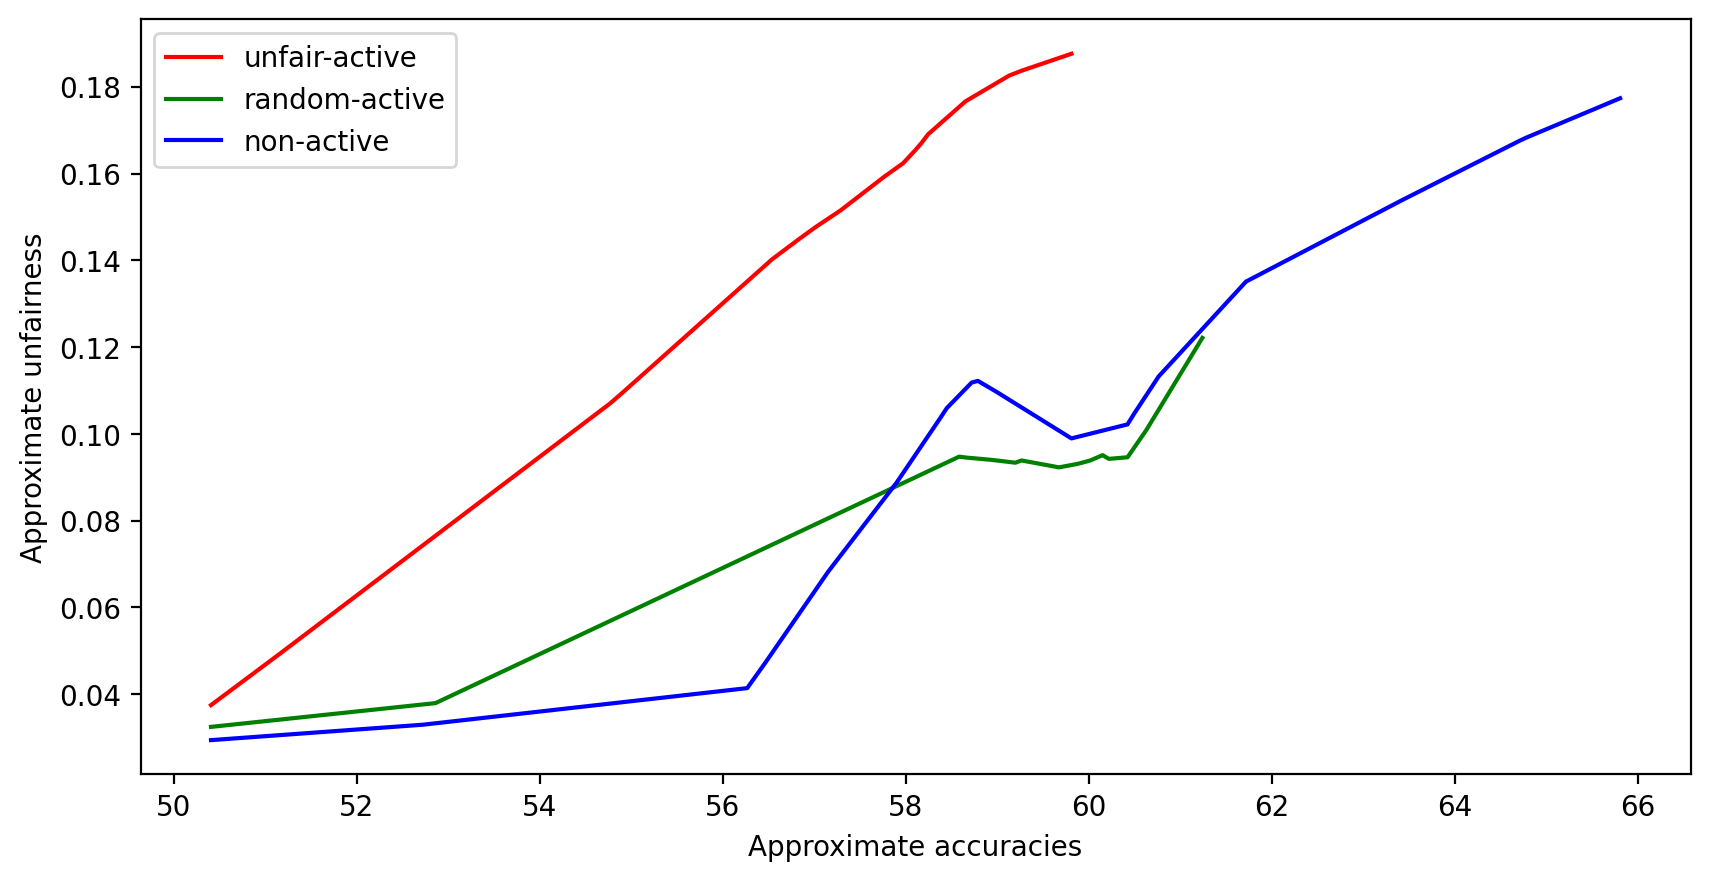 unfair-active
random-active
non-active
0.18
0.16
0.14
0.12
0.10
0.08
0.06
0.04
Approximate unfairness
50 52 54 56 58 60 62 64 66
Approximate accuracies